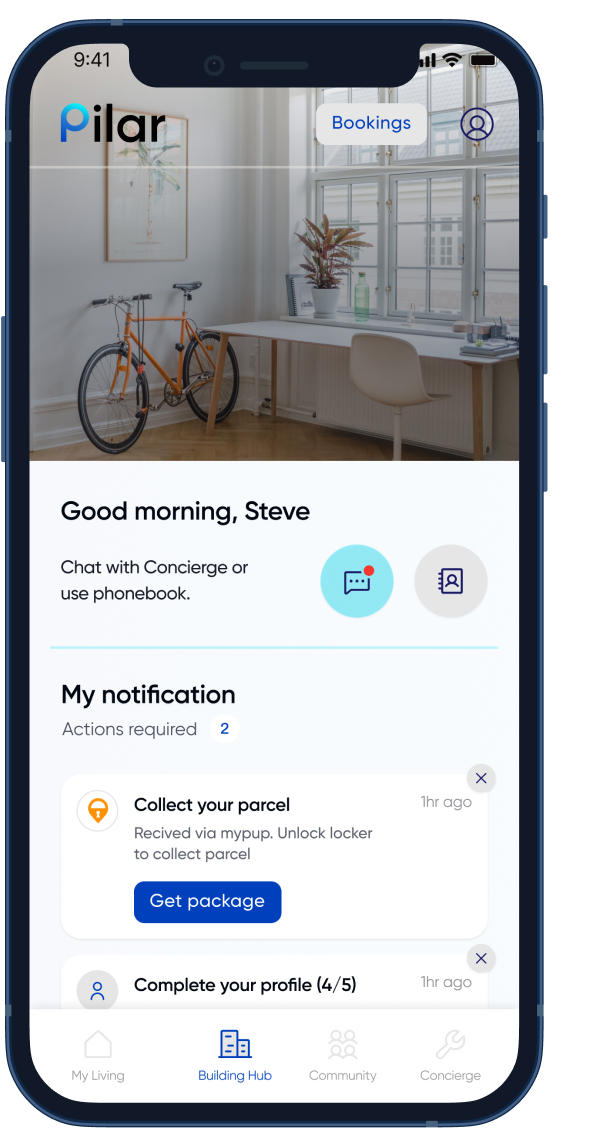 9:41
Pilar
Bookings
Good morning, Steve
Chat with Concierge or
use phonebook.
My notification
Actions required 2
Collect your parcel 1hr ago
Recived via mypup. Unlock locker
to collect parcel
Get package
Complete your profile (4/5) 1hr ago
My Living Building Hub Community Concierge